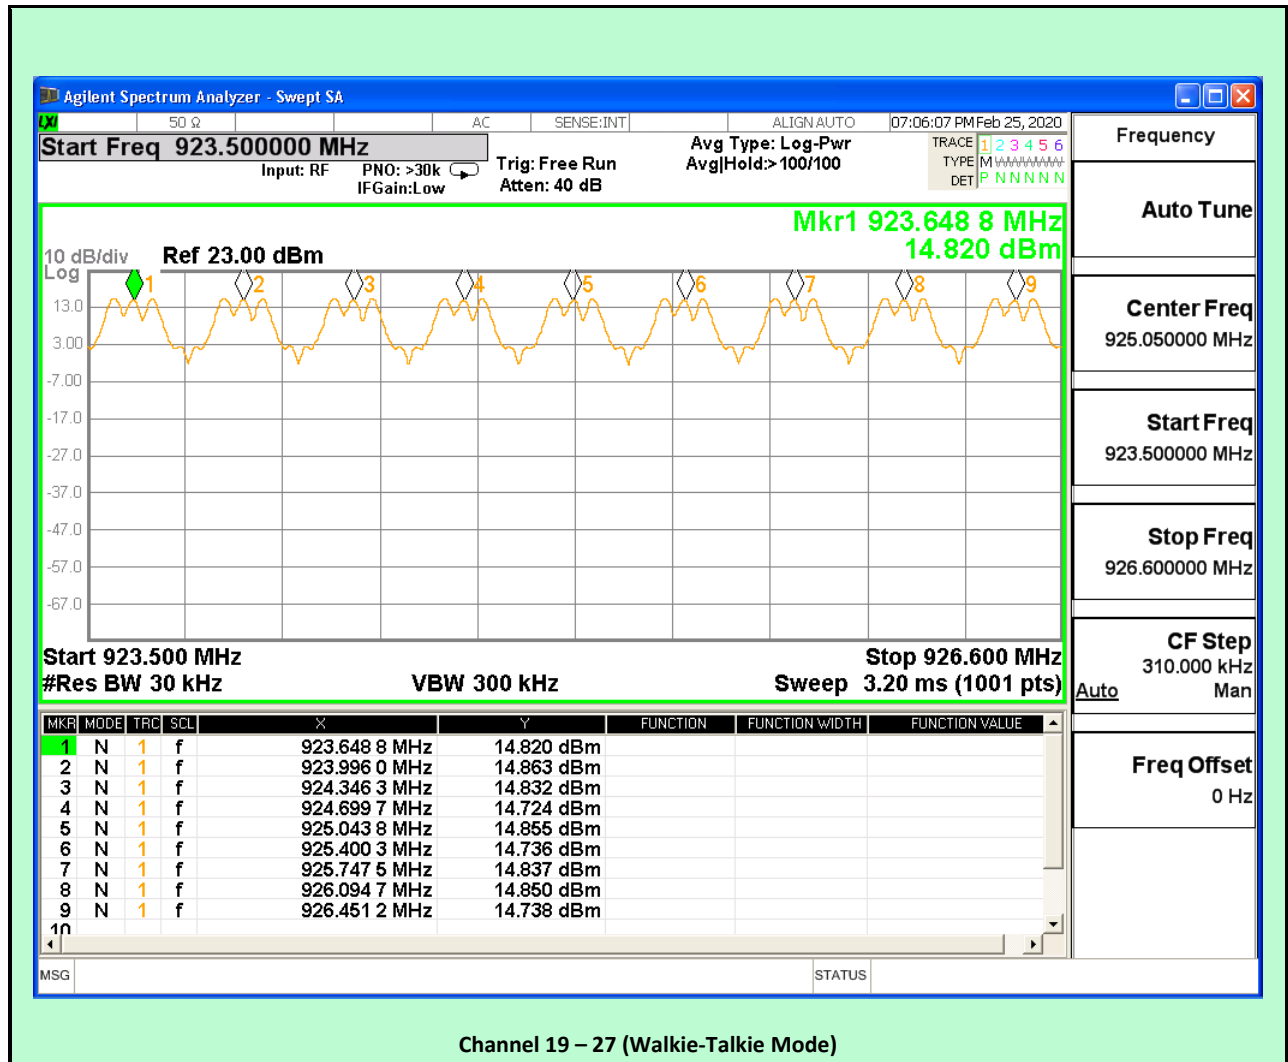 Agilent Spectrum Analyzer - Swept SA
LXI 50 Ω AC SENSE:INT ALIGN AUTO 07:06:07 PM Feb 25, 2020
Start Freq 923.500000 MHz
Input: RF PNO: >30k Trig: Free Run Avg Type: Log-Pwr TRACE 1 2 3 4 5 6
IFGain:Low Atten: 40 dB Avg|Hold:>100/100 TYPE M WWWWW
DET P N N N N N
Mkr1 923.648 8 MHz
14.820 dBm
10 dB/div Ref 23.00 dBm
Log
1 2 3 4 5 6 7 8 9
13.0
3.00
-7.00
-17.0
-27.0
-37.0
-47.0
-57.0
-67.0
Start 923.500 MHz Stop 926.600 MHz
#Res BW 30 kHz VBW 300 kHz Sweep 3.20 ms (1001 pts)
MKR MODE TRC SCL X Y FUNCTION FUNCTION WIDTH FUNCTION VALUE
1 N 1 f 923.648 8 MHz 14.820 dBm
2 N 1 f 923.996 0 MHz 14.863 dBm
3 N 1 f 924.346 3 MHz 14.832 dBm
4 N 1 f 924.699 7 MHz 14.724 dBm
5 N 1 f 925.043 8 MHz 14.855 dBm
6 N 1 f 925.400 3 MHz 14.736 dBm
7 N 1 f 925.747 5 MHz 14.837 dBm
8 N 1 f 926.094 7 MHz 14.850 dBm
9 N 1 f 926.451 2 MHz 14.738 dBm
10
MSG STATUS
Frequency
Auto Tune
Center Freq
925.050000 MHz
Start Freq
923.500000 MHz
Stop Freq
926.600000 MHz
CF Step
310.000 kHz
Auto Man
Freq Offset
0 Hz
Channel 19 – 27 (Walkie-Talkie Mode)